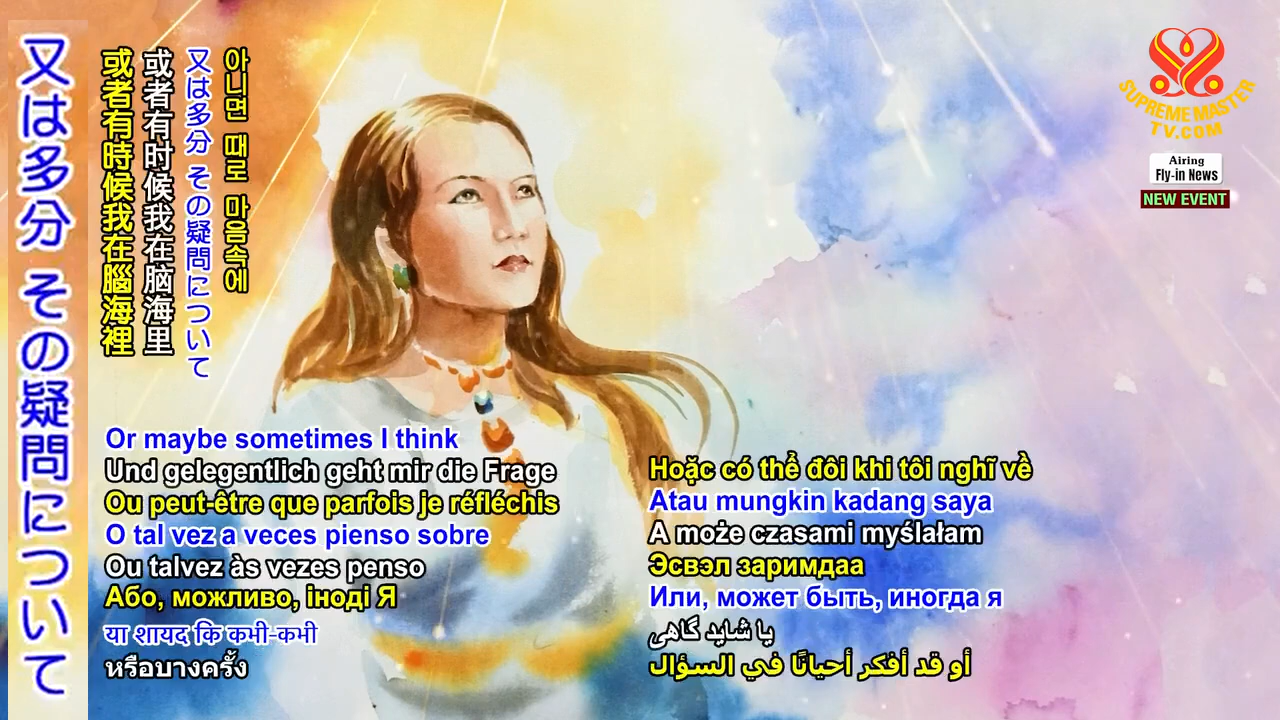 又は多分 その疑問について
或者有時候我在腦海裡
或者有时候我在脑海里
又は多分 その疑問について
아니면 때로 마음속에
Or maybe sometimes I think
Und gelegentlich geht mir die Frage
Ou peut-être que parfois je réfléchis
O tal vez a veces pienso sobre
Ou talvez às vezes penso
Або, можливо, іноді Я
या शायद कि कभी-कभी
หรือบางครั้ง
Hoặc có thể đôi khi tôi nghĩ về
Atau mungkin kadang saya
A może czasami myślałam
Эсвэл заримдаа
Или, может быть, иногда я
یا شاید گاهی
أو قد أفكر أحيانًا في السؤال
SUPREME MASTER
TV.COM
Airing
Fly-in News
NEW EVENT